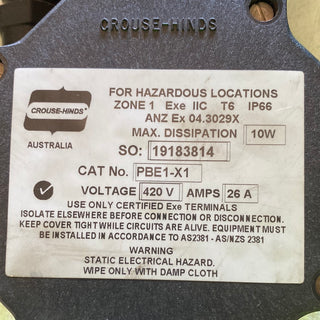 CROUSE-HINDS
FOR HAZARDOUS LOCATIONS
ZONE 1 Exe IIC T6 IP66
ANZ Ex 04.3029X
MAX. DISSIPATION 10W
CROUSE-HINDS
AUSTRALIA
SO: 19183814
CAT No. PBE1-X1
VOLTAGE 420 V AMPS 26 A
USE ONLY CERTIFIED Exe TERMINALS
ISOLATE ELSEWHERE BEFORE CONNECTION OR DISCONNECTION.
KEEP COVER TIGHT WHILE CIRCUITS ARE ALIVE. EQUIPMENT MUST
BE INSTALLED IN ACCORDANCE TO AS2381 - AS/NZS 2381
WARNING
STATIC ELECTRICAL HAZARD.
WIPE ONLY WITH DAMP CLOTH